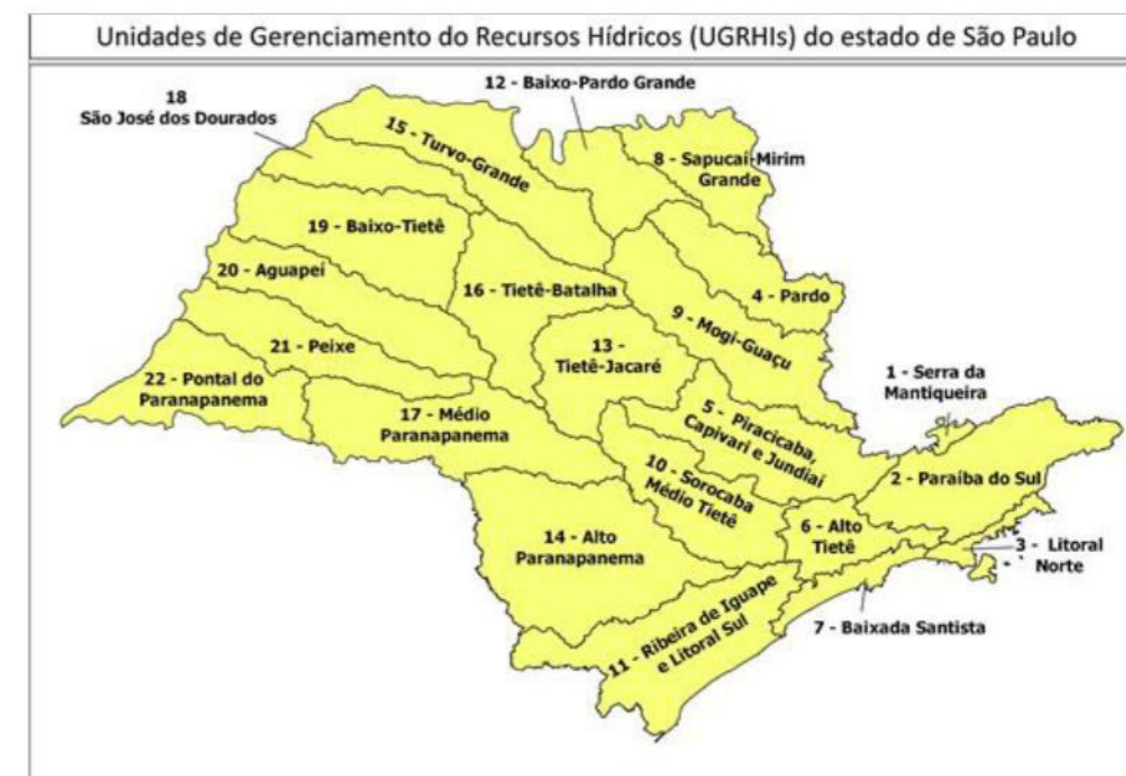 Unidades de Gerenciamento do Recursos Hídricos (UGRHIs) do estado de São Paulo
12 - Baixo-Pardo Grande
18
São José dos Dourados
15 - Turvo-Grande
8 - Sapucaí-Mirim
Grande
19 - Baixo-Tietê
20 - Aguapeí
16 - Tietê-Batalha
4 - Pardo
9 - Mogi-Guaçu
21 - Peixe
13 -
Tietê-Jacaré
1 - Serra da
Mantiqueira
22 - Pontal do
Paranapanema
17 - Médio
Paranapanema
5 - Piracicaba,
Capivari e Jundiaí
10 - Sorocaba
Médio Tietê
2 - Paraíba do Sul
6 - Alto
Tietê
14 - Alto
Paranapanema
3 - Litoral
Norte
11 - Ribeira de Iguape
e Litoral Sul
7 - Baixada Santista